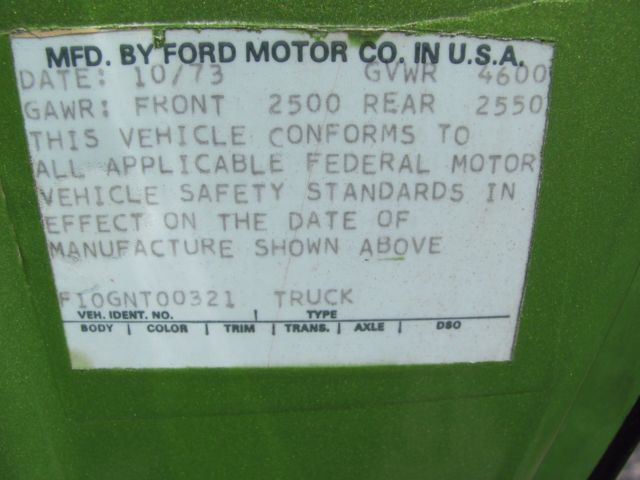 MFD. BY FORD MOTOR CO. IN U.S.A.
DATE: 10/73 GVWR 4600
GAWR: FRONT 2500 REAR 2550
THIS VEHICLE CONFORMS TO
ALL APPLICABLE FEDERAL MOTOR
VEHICLE SAFETY STANDARDS IN
EFFECT ON THE DATE OF
MANUFACTURE SHOWN ABOVE
F10GNT00321 TRUCK
VEH. IDENT. NO. TYPE
BODY COLOR TRIM TRANS. AXLE DSO